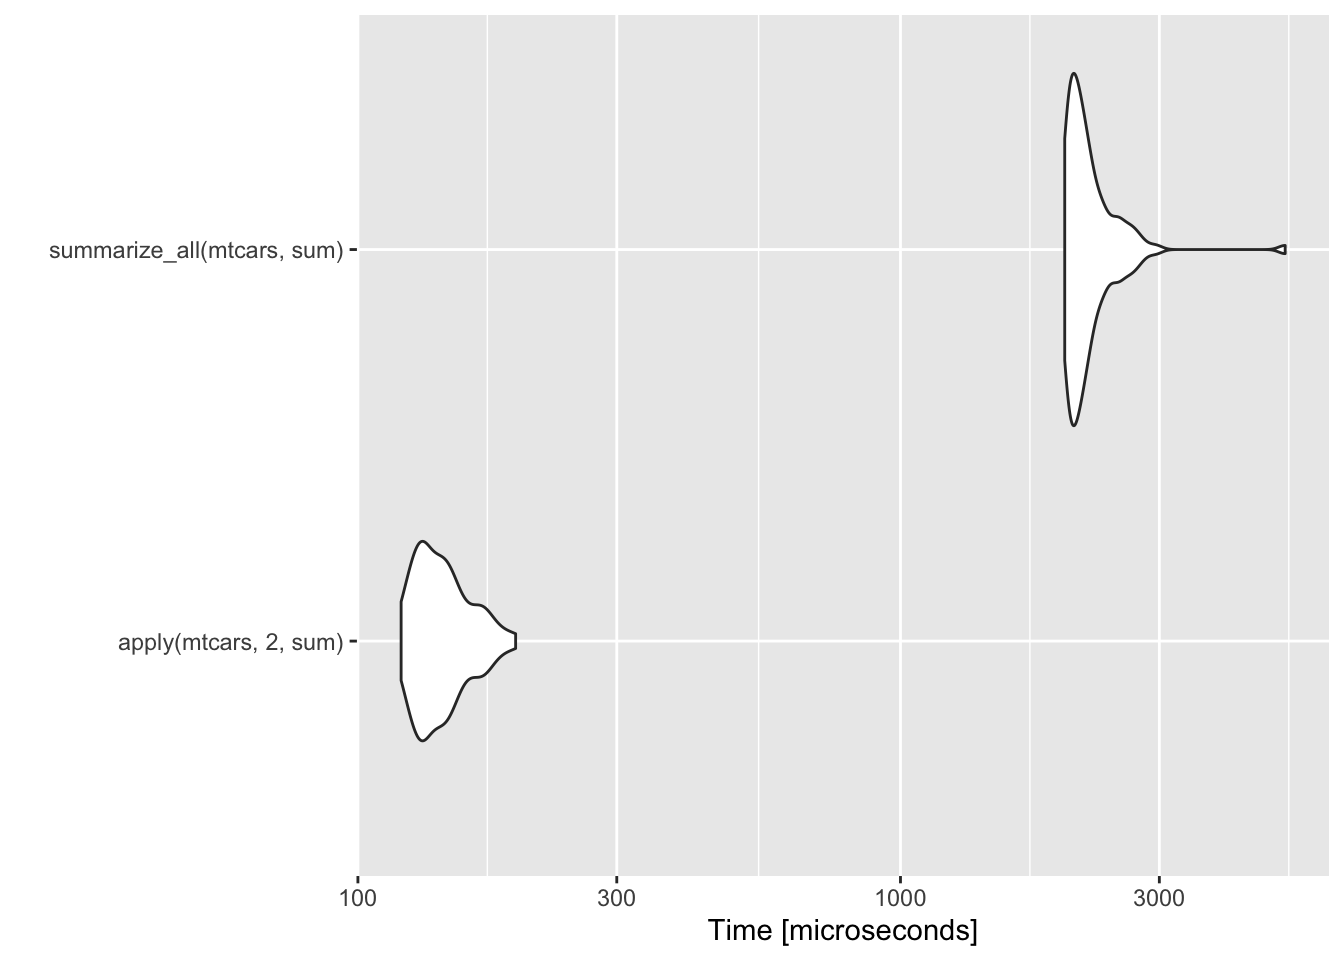 summarize_all(mtcars, sum)
apply(mtcars, 2, sum)
100 300 1000 3000
Time [microseconds]